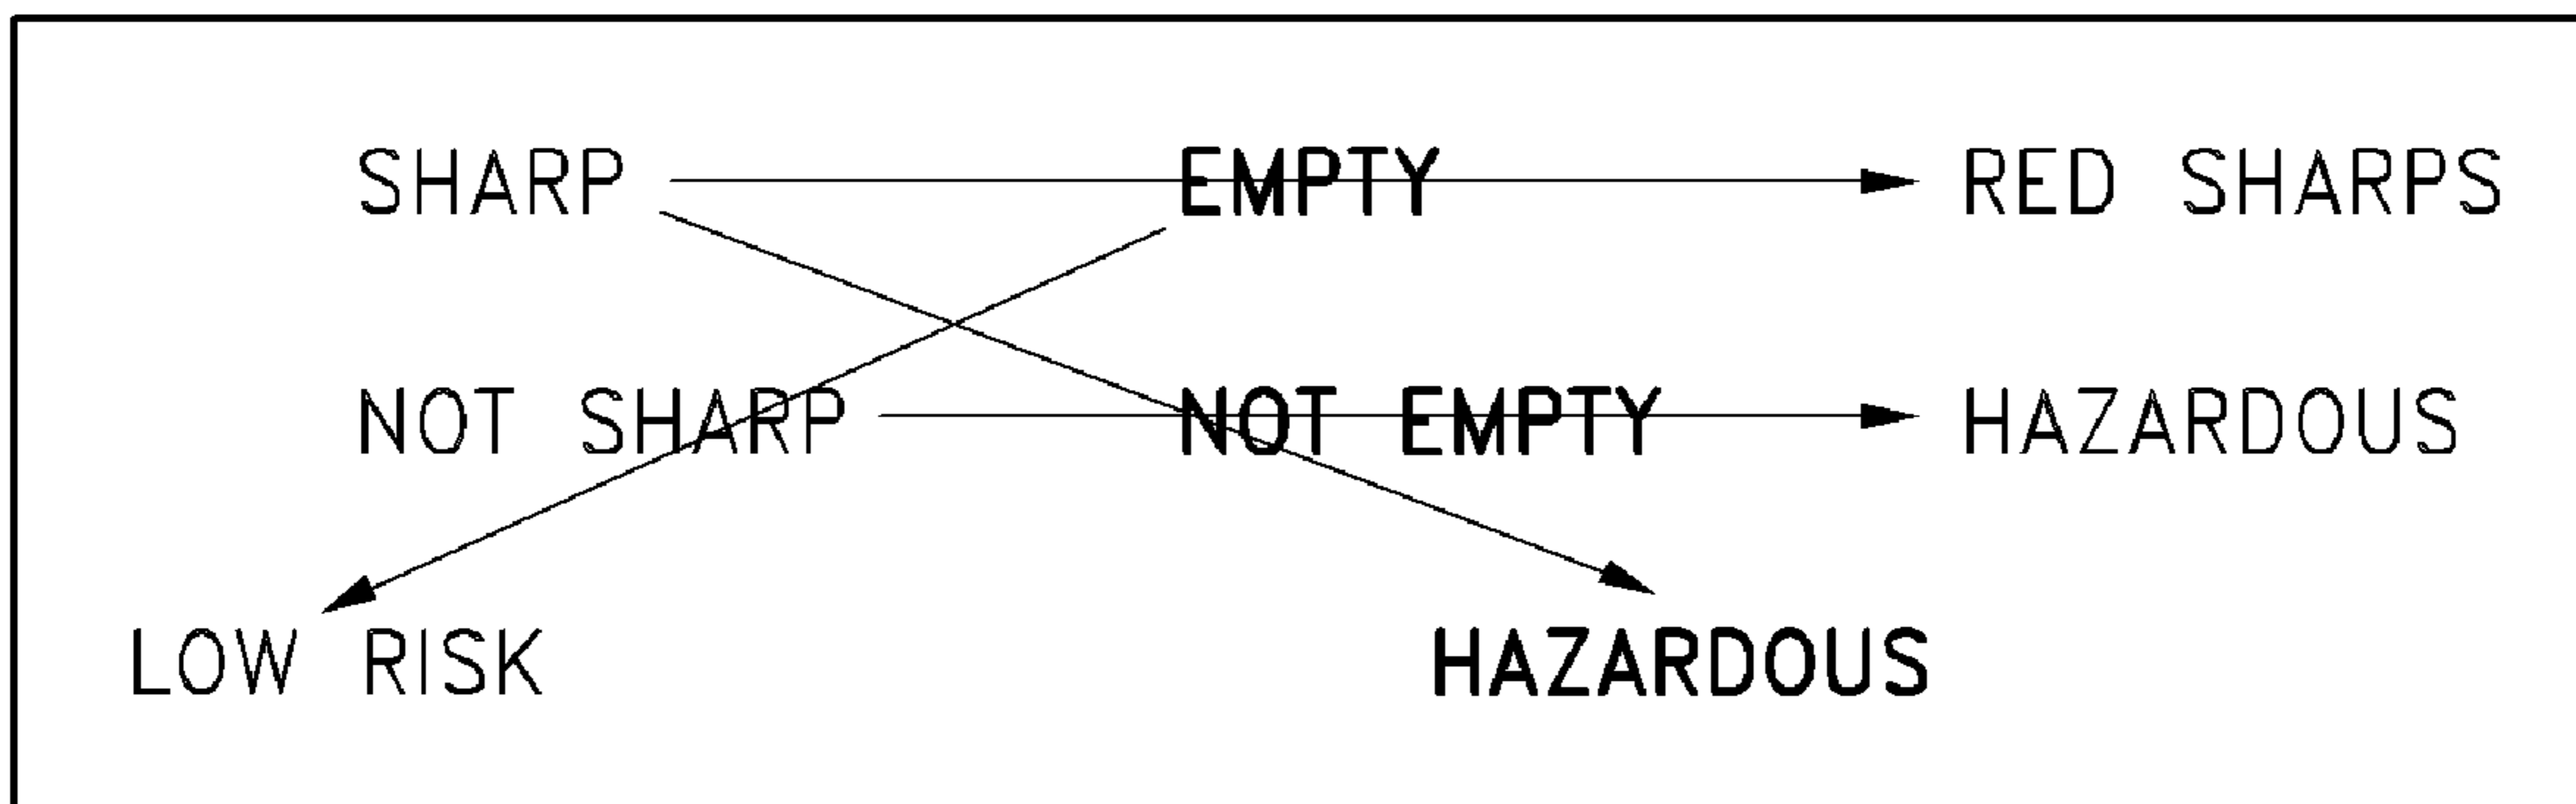 SHARP EMPTY RED SHARPS
NOT SHARP NOT EMPTY HAZARDOUS
LOW RISK HAZARDOUS